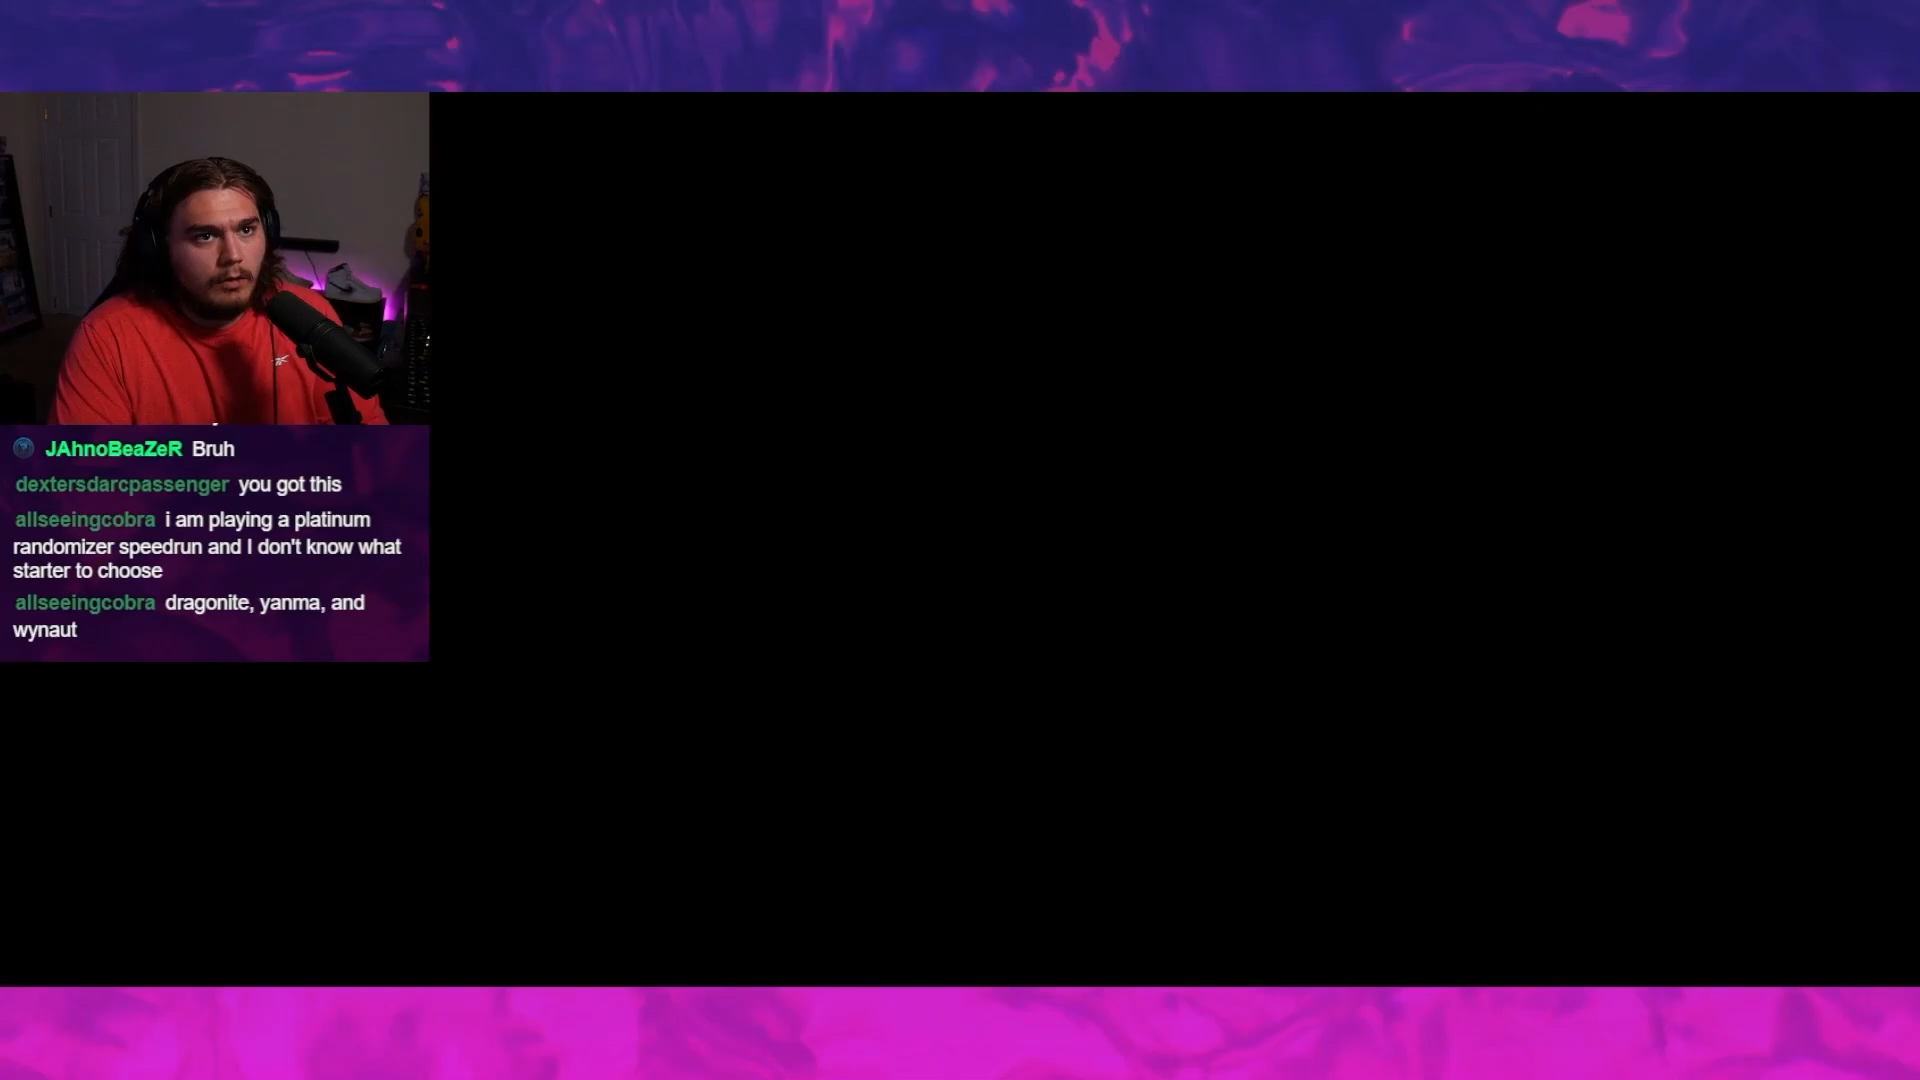 JAhnoBeaZeR Bruh
dextersdarcpassenger you got this
allseeingcobra i am playing a platinum
randomizer speedrun and I don't know what
starter to choose
allseeingcobra dragonite, yanma, and
wynaut